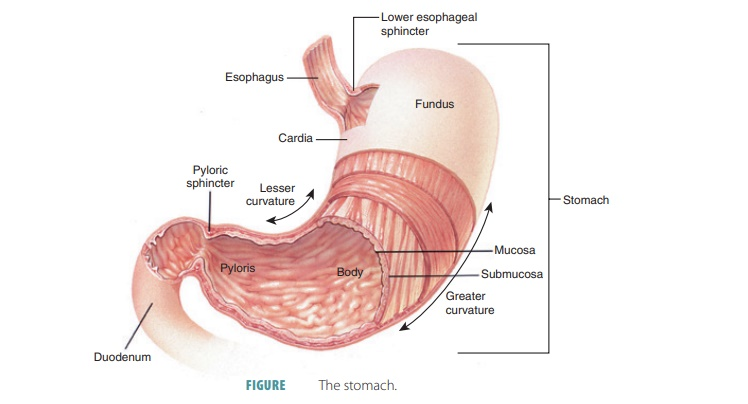 Lower esophageal
sphincter
Esophagus
Fundus
Cardia
Pyloric
sphincter
Lesser
curvature
Stomach
Mucosa
Pyloris
Body
Submucosa
Greater
curvature
Duodenum
FIGURE The stomach.